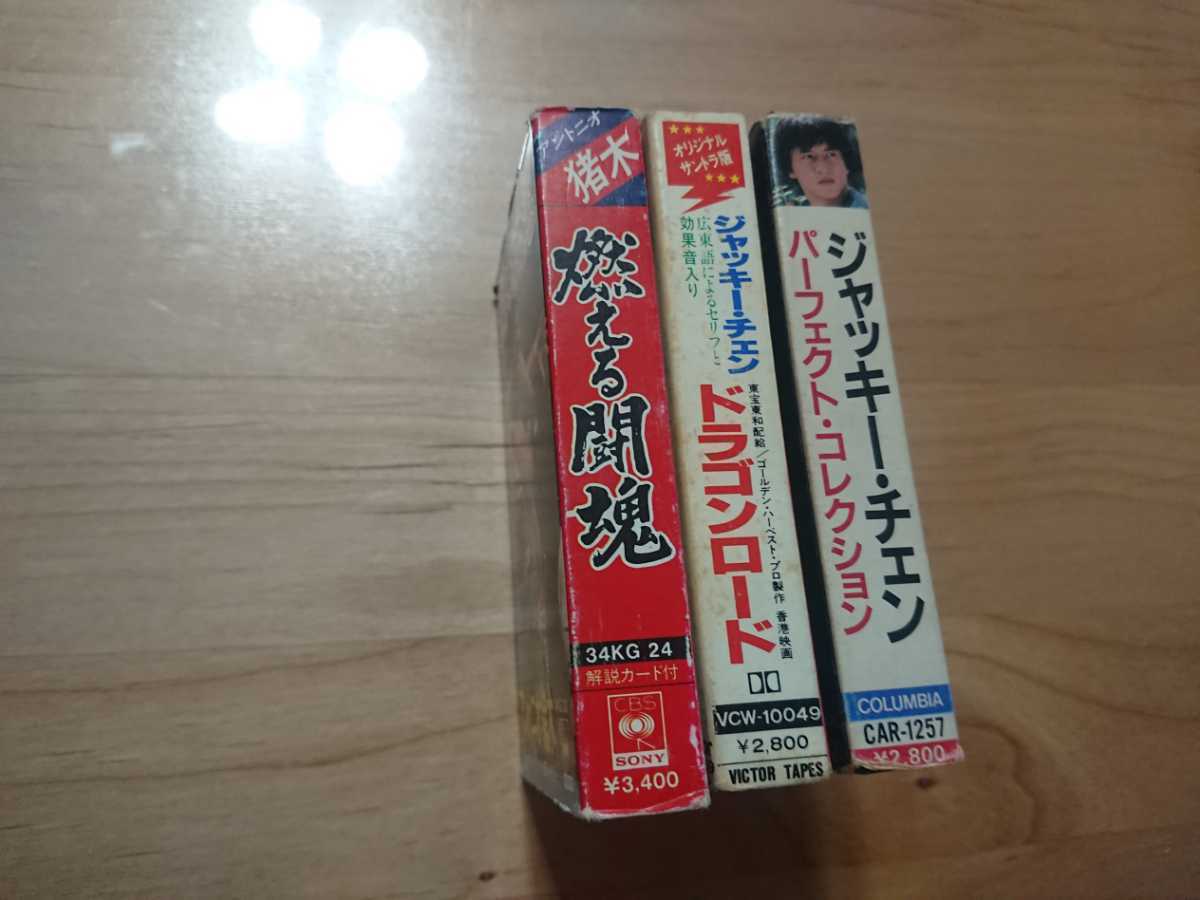 アントニオ
猪木
燃える闘魂
34KG 24
解説カード付
CBS
SONY
¥3,400
オリジナル
サントラ版
ジャッキー・チェン
広東語によるセリフと
効果音入り
ドラゴンロード
東宝東和配給/ゴールデン・ハーベスト・プロ製作 香港映画
VCW-10049
¥2,800
VICTOR TAPES
ジャッキー・チェン
パーフェクト・コレクション
COLUMBIA
CAR-1257
¥2,800